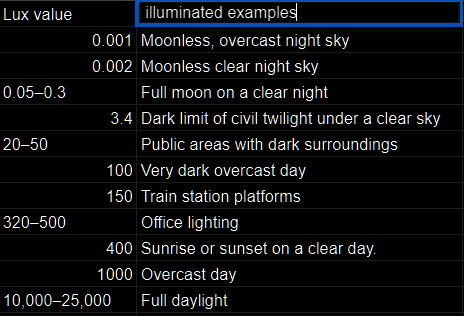 Lux value illuminated examples
0.001 Moonless, overcast night sky
0.002 Moonless clear night sky
0.05–0.3 Full moon on a clear night
3.4 Dark limit of civil twilight under a clear sky
20–50 Public areas with dark surroundings
100 Very dark overcast day
150 Train station platforms
320–500 Office lighting
400 Sunrise or sunset on a clear day.
1000 Overcast day
10,000–25,000 Full daylight